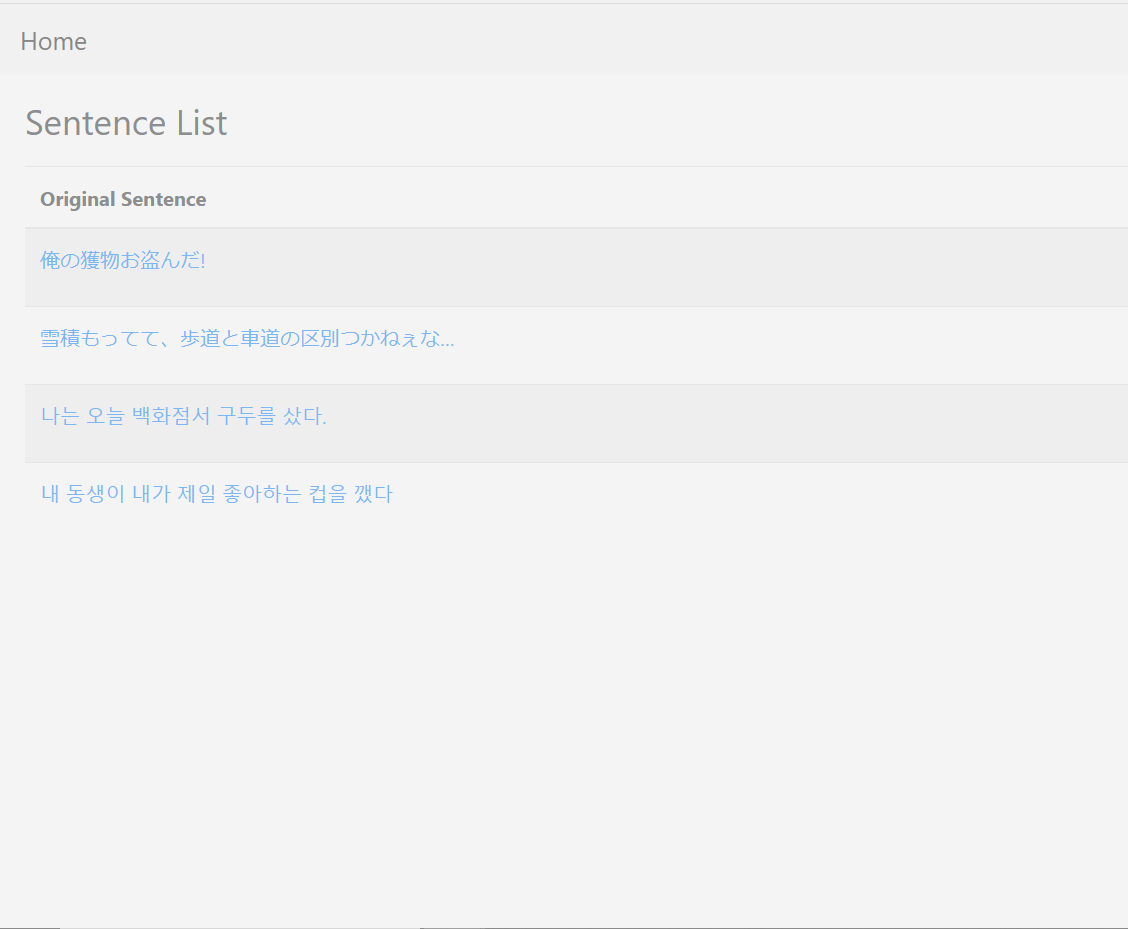 Home
Sentence List
Original Sentence
俺の獲物お盗んだ!
雪積もってて、歩道と車道の区別つかねぇな...
나는 오늘 백화점서 구두를 샀다.
내 동생이 내가 제일 좋아하는 컵을 깼다